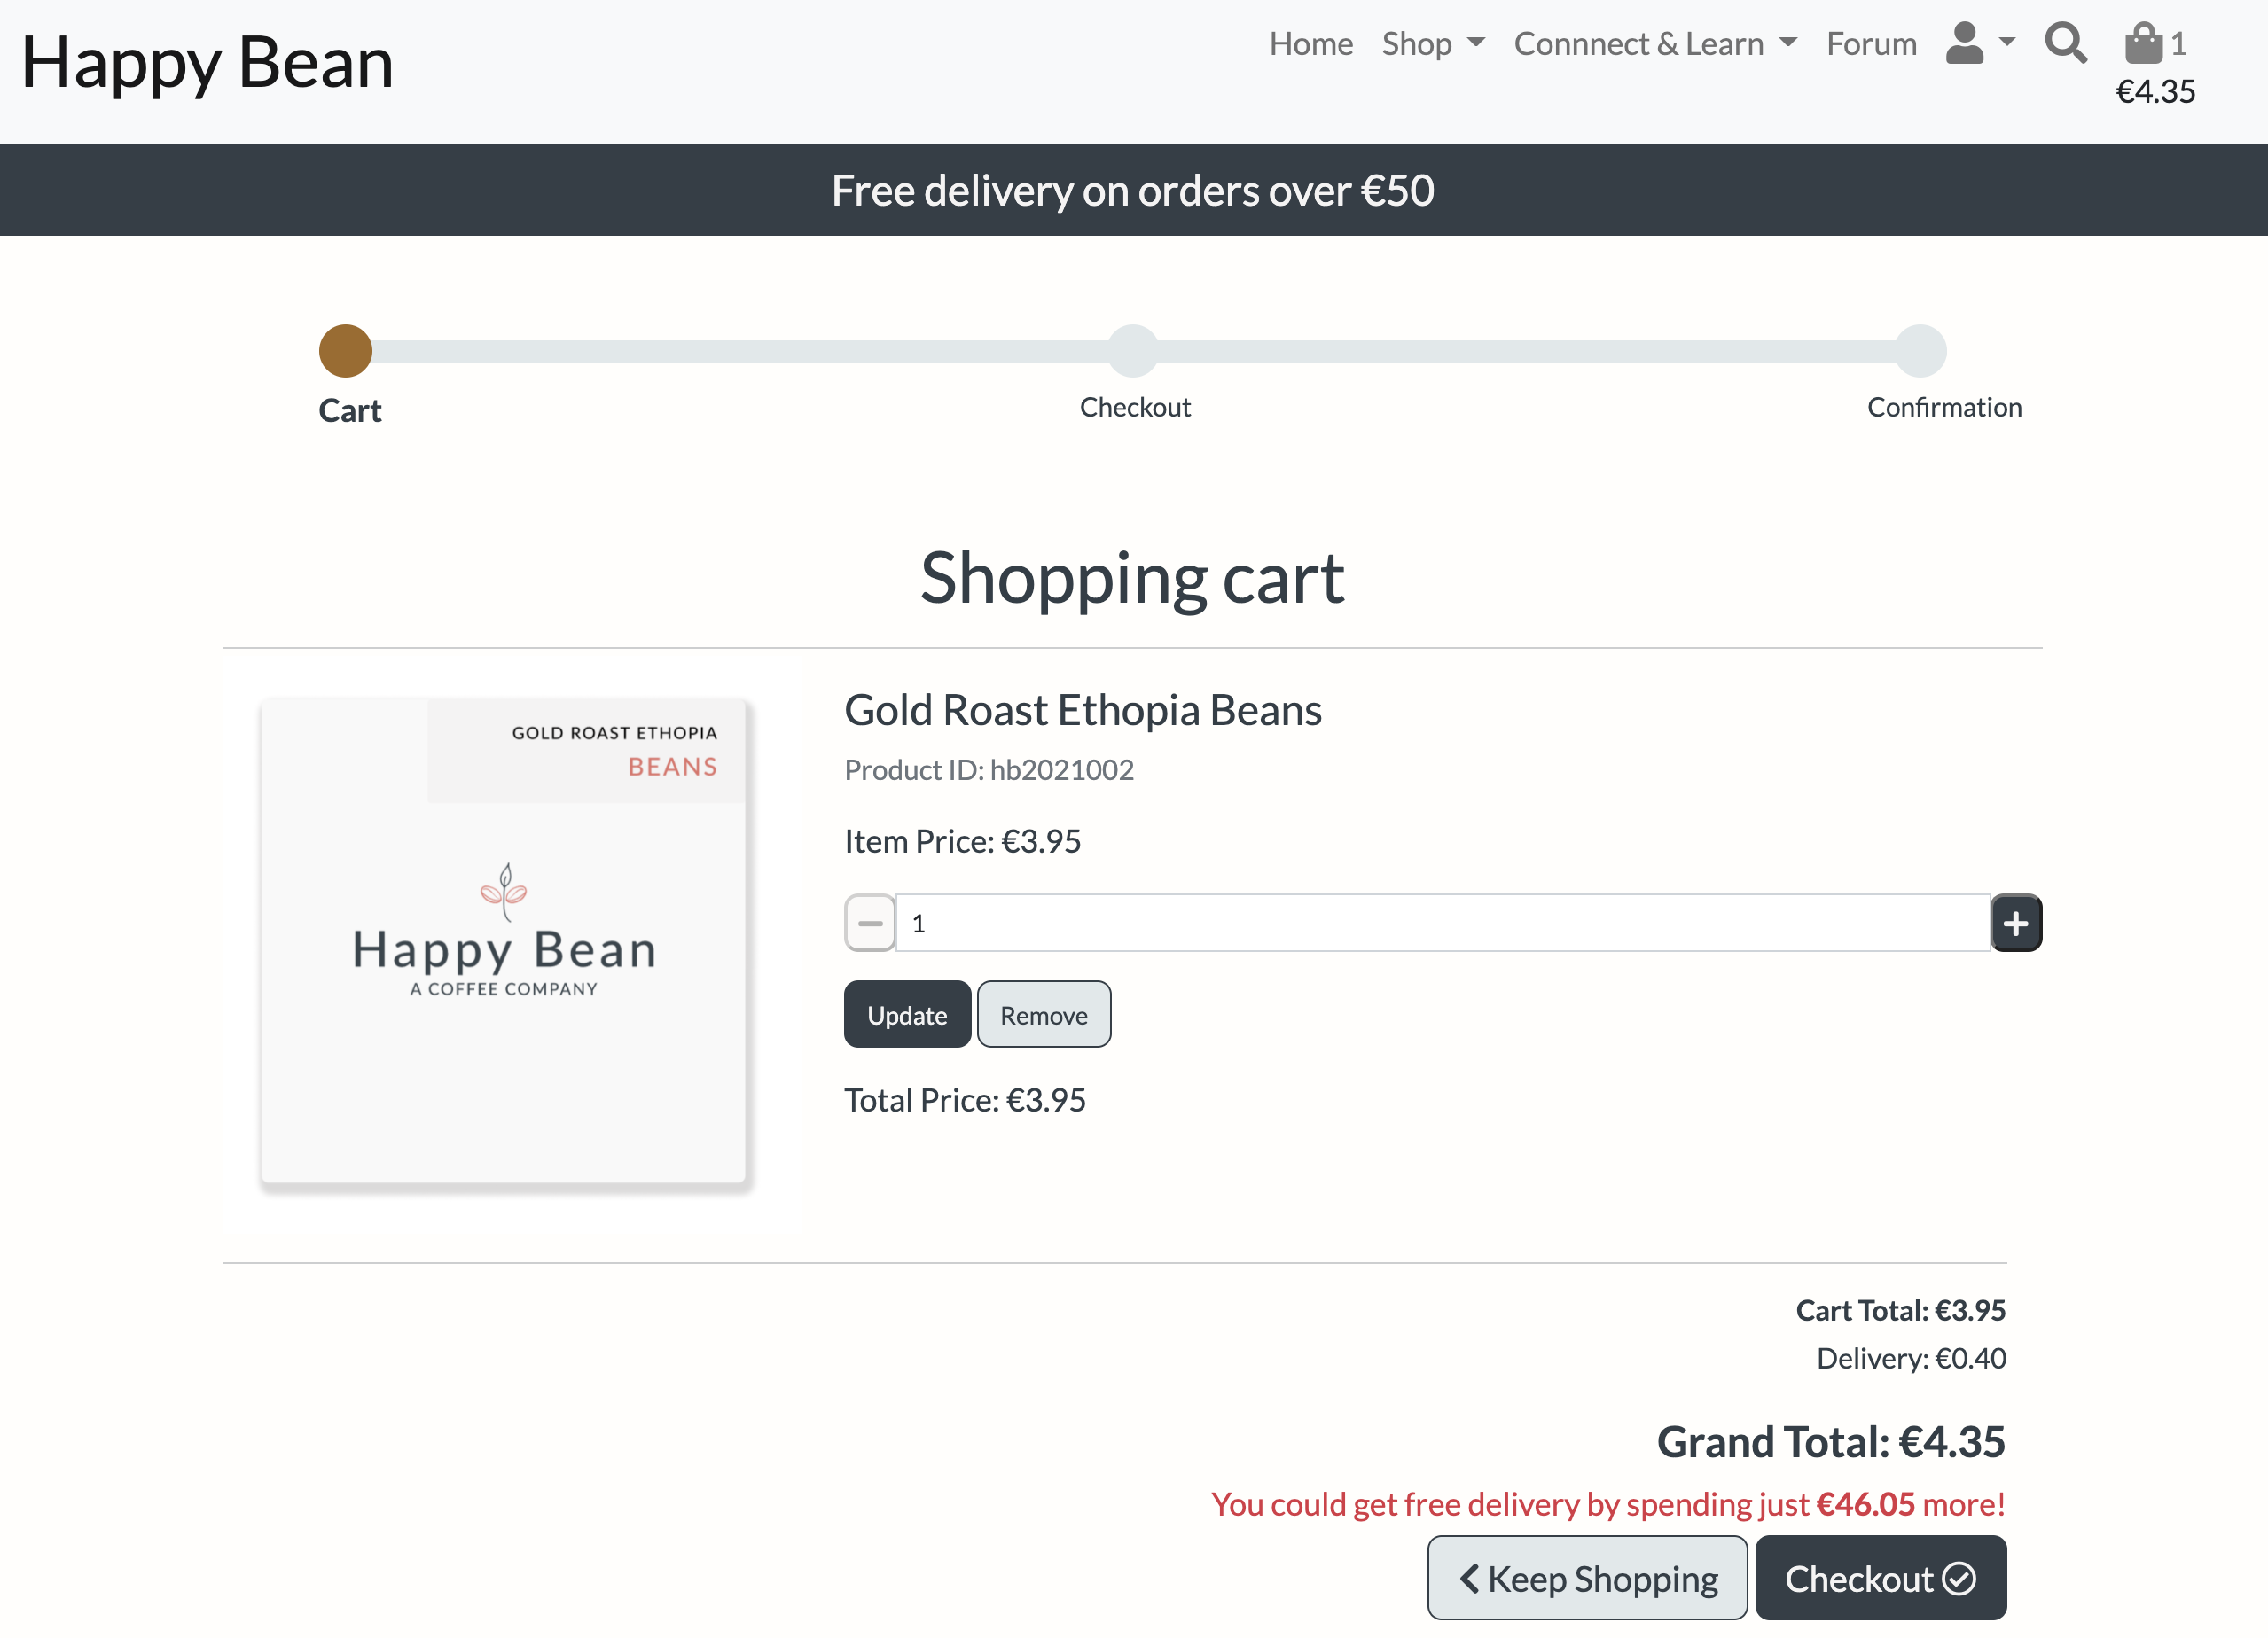 Happy Bean
Home Shop Connnect & Learn Forum 1
€4.35
Free delivery on orders over €50
Cart Checkout Confirmation
Shopping cart
GOLD ROAST ETHOPIA
BEANS
Happy Bean
A COFFEE COMPANY
Gold Roast Ethopia Beans
Product ID: hb2021002
Item Price: €3.95
1
Update Remove
Total Price: €3.95
Cart Total: €3.95
Delivery: €0.40
Grand Total: €4.35
You could get free delivery by spending just €46.05 more!
Keep Shopping Checkout